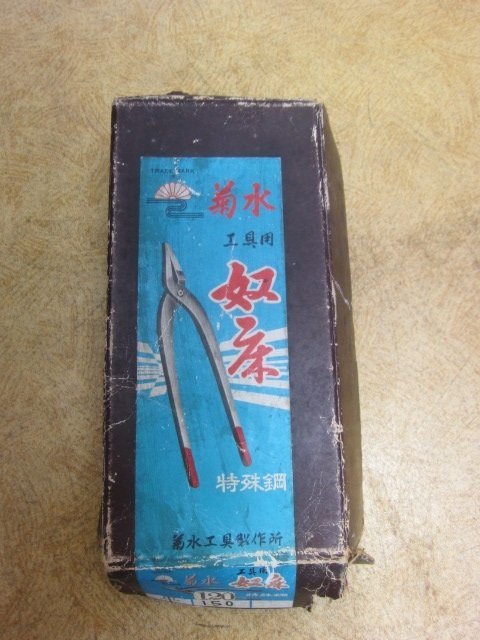 TRADE MARK
菊水
工具用
奴床
特殊鋼
菊水工具製作所
菊水
工具用
奴床
120
150